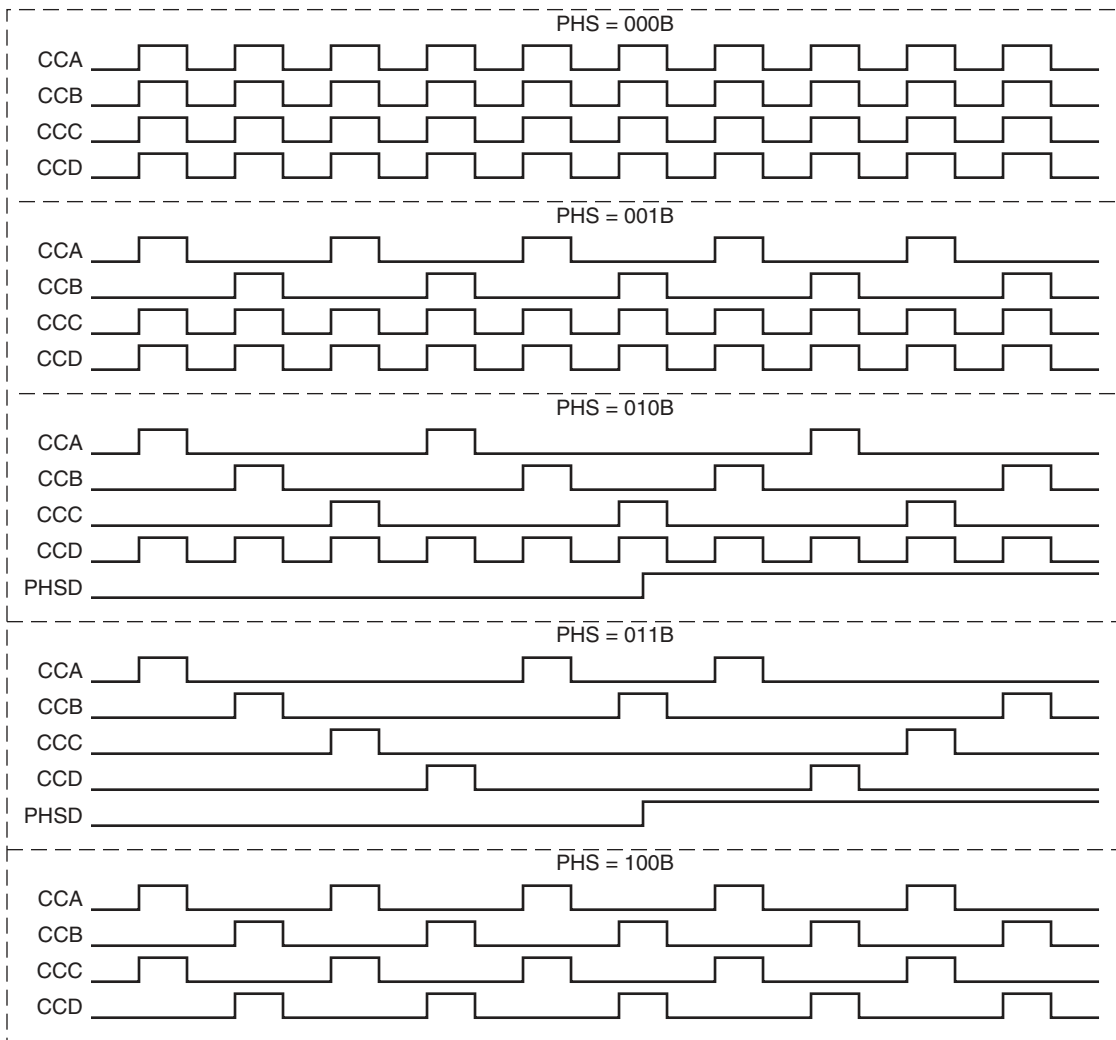 PHS = 000B
CCA
CCB
CCC
CCD
PHS = 001B
CCA
CCB
CCC
CCD
PHS = 010B
CCA
CCB
CCC
CCD
PHSD
PHS = 011B
CCA
CCB
CCC
CCD
PHSD
PHS = 100B
CCA
CCB
CCC
CCD